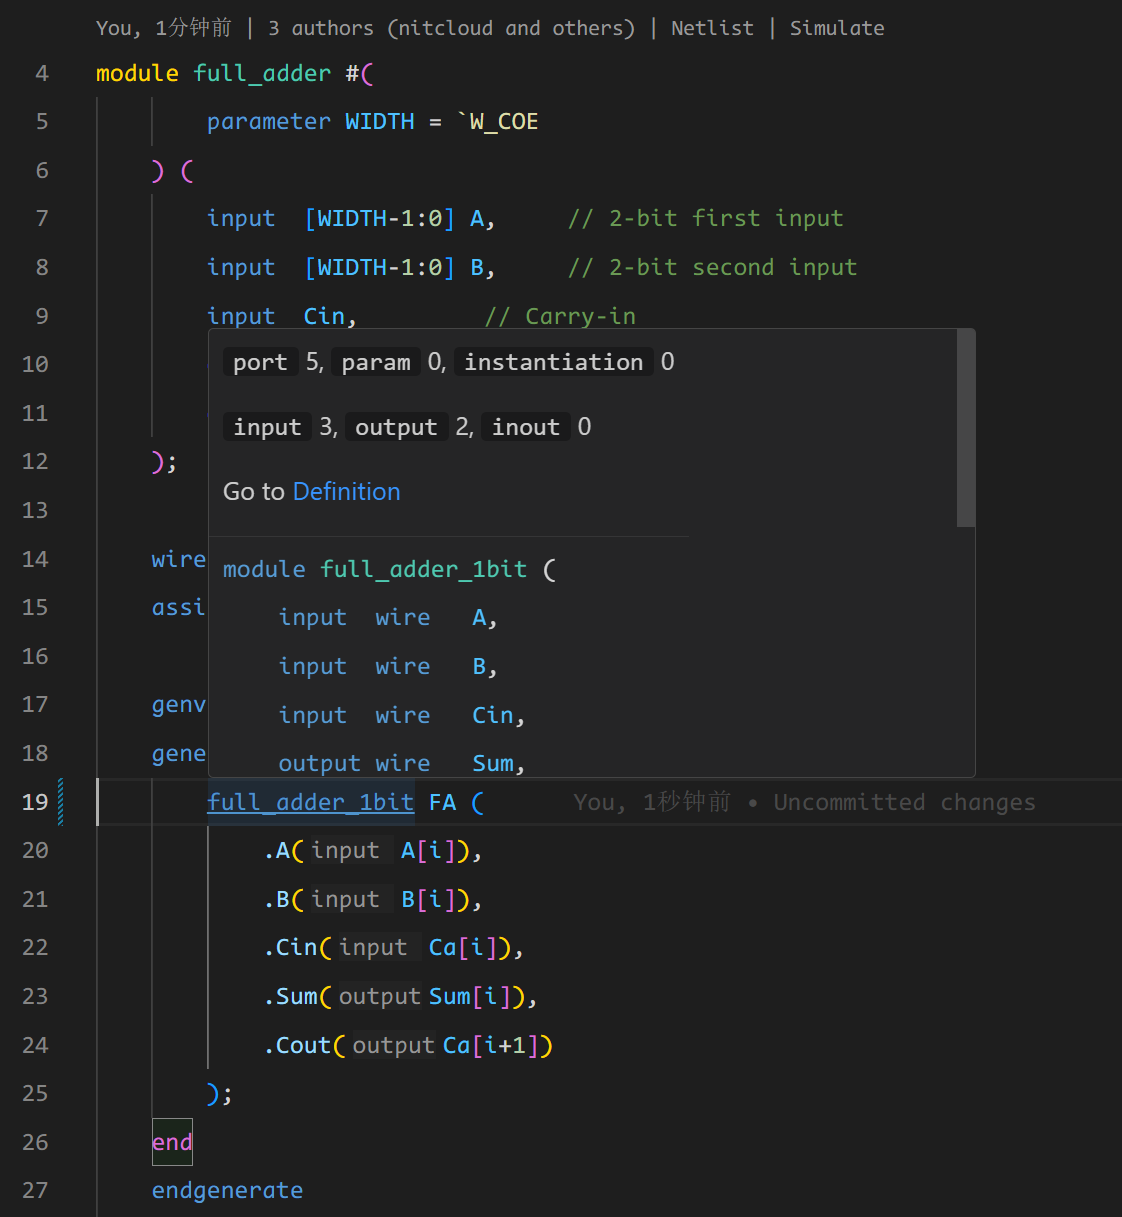 You, 1分钟前 | 3 authors (nitcloud and others) | Netlist | Simulate
4 module full_adder #(
5 parameter WIDTH = `W_COE
6 ) (
7 input [WIDTH-1:0] A, // 2-bit first input
8 input [WIDTH-1:0] B, // 2-bit second input
9 input Cin, // Carry-in
10
port 5, param 0, instantiation 0
11
input 3, output 2, inout 0
12 );
Go to Definition
13
14 wire
module full_adder_1bit (
15 assi
input wire A,
16
input wire B,
17 genv
input wire Cin,
18 gene
output wire Sum,
19 full_adder_1bit FA ( You, 1秒钟前 • Uncommitted changes
20 .A(input A[i]),
21 .B(input B[i]),
22 .Cin(input Ca[i]),
23 .Sum(output Sum[i]),
24 .Cout(output Ca[i+1])
25 );
26 end
27 endgenerate